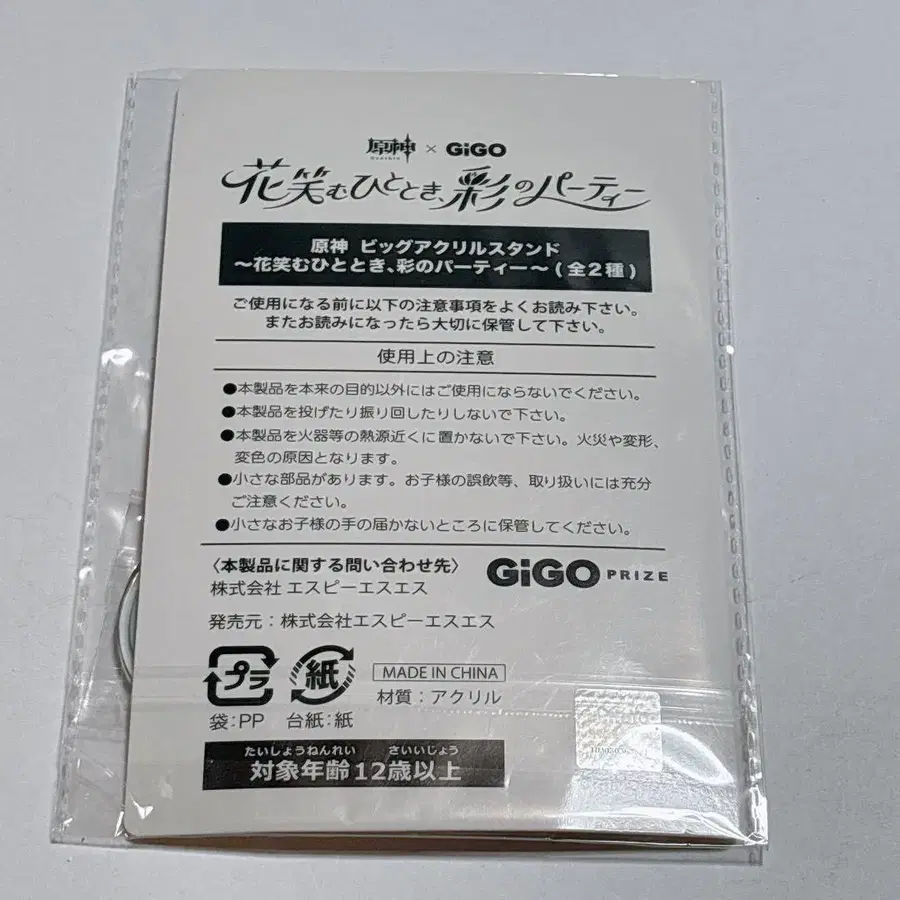 原神 × GiGO
花笑むひととき、彩のパーティー
原神 ビッグアクリルスタンド
～花笑むひととき、彩のパーティー～(全2種)
ご使用になる前に以下の注意事項をよくお読み下さい。
またお読みになったら大切に保管して下さい。
使用上の注意
●本製品を本来の目的以外にはご使用にならないでください。
●本製品を投げたり振り回したりしないで下さい。
●本製品を火器等の熱源近くに置かないで下さい。火災や変形、
変色の原因となります。
●小さな部品があります。お子様の誤飲等、取り扱いには充分
ご注意ください。
●小さなお子様の手の届かないところに保管してください。
〈本製品に関する問い合わせ先〉
株式会社 エスピーエスエス
GiGO PRIZE
発売元：株式会社エスピーエスエス
プラ
紙
MADE IN CHINA
材質：アクリル
袋:PP 台紙:紙
たいしょうねんれい さいいじょう
対象年齢12歳以上